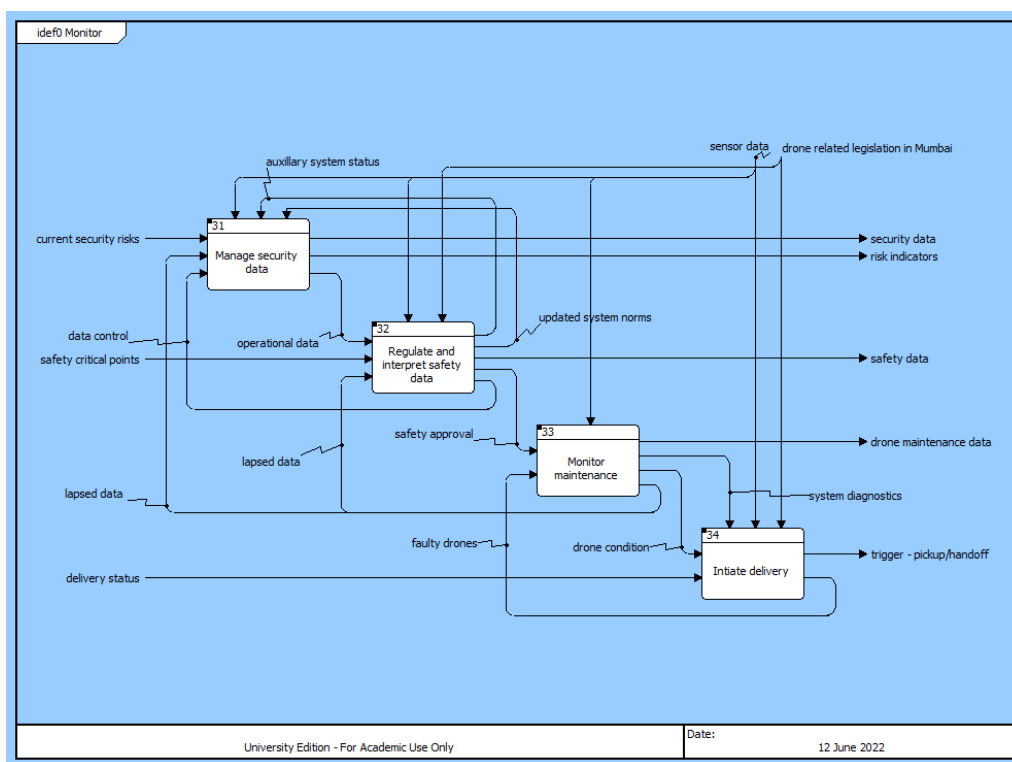 idef0 Monitor
sensor data
drone related legislation in Mumbai
auxillary system status
31
current security risks
Manage security
data
security data
risk indicators
data control
operational data
updated system norms
32
Regulate and
interpret safety
data
safety critical points
safety data
safety approval
33
drone maintenance data
lapsed data
Monitor
maintenance
lapsed data
system diagnostics
34
faulty drones
drone condition
trigger - pickup/handoff
Intiate delivery
delivery status
University Edition - For Academic Use Only
Date:
12 June 2022